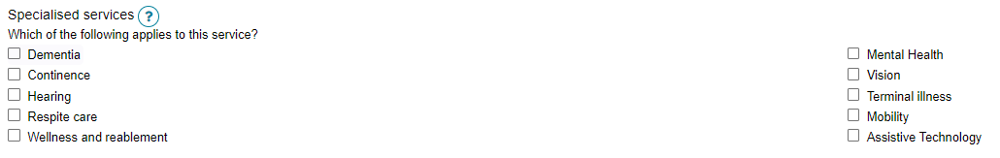 Specialised services ?
Which of the following applies to this service?
Dementia
Mental Health
Continence
Vision
Hearing
Terminal illness
Respite care
Mobility
Wellness and reablement
Assistive Technology